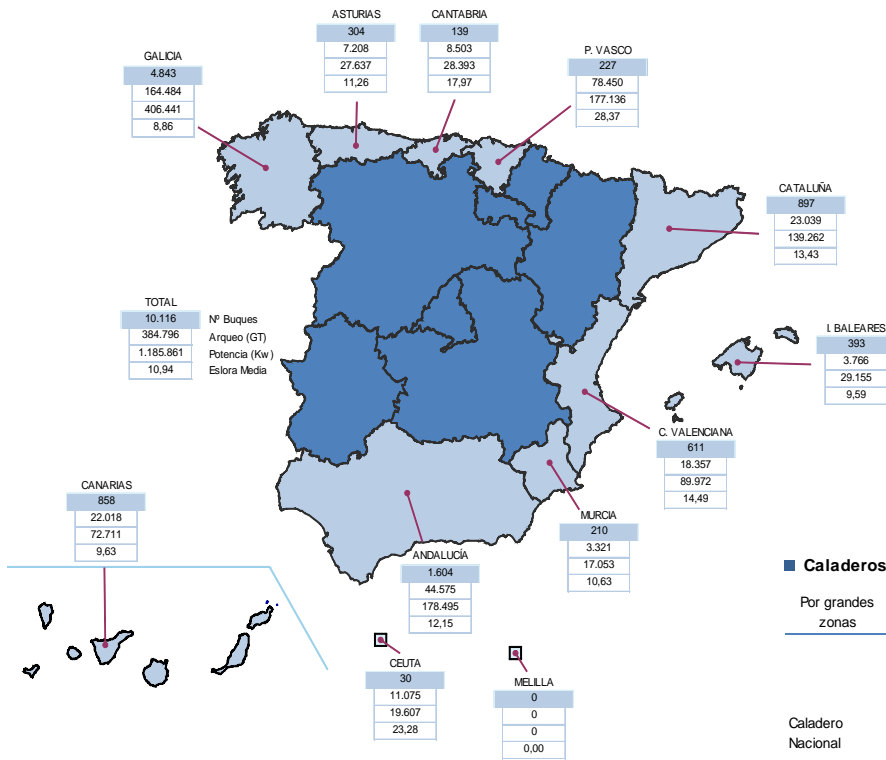 ASTURIAS
304
7.208
27.637
11,26
CANTABRIA
139
8.503
28.393
17,97
P. VASCO
227
78.450
177.136
28,37
GALICIA
4.843
164.484
406.441
8,86
CATALUÑA
897
23.039
139.262
13,43
TOTAL
10.116 Nº Buques
384.796 Arqueo (GT)
1.185.861 Potencia (Kw)
10,94 Eslora Media
I. BALEARES
393
3.766
29.155
9,59
C. VALENCIANA
611
18.357
89.972
14,49
CANARIAS
858
22.018
72.711
9,63
MURCIA
210
3.321
17.053
10,63
ANDALUCÍA
1.604
44.575
178.495
12,15
CEUTA
30
11.075
19.607
23,28
MELILLA
0
0
0
0,00
Caladeros
Por grandes
zonas
Caladero
Nacional